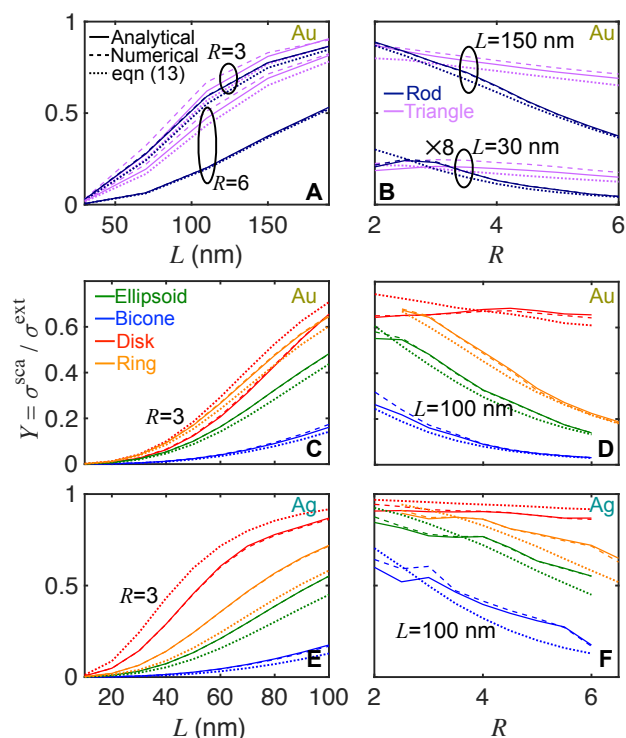 1
Analytical
Au
Numerical
R=3
eqn (13)
0.5
R=6
A
0
50
100
150
L (nm)
Au
L=150 nm
Rod
Triangle
×8
L=30 nm
B
2
4
6
R
Y = σ^sca / σ^ext
Ellipsoid
Au
Bicone
0.6
Disk
Ring
0.4
R=3
0.2
C
0
Au
L=100 nm
D
1
Ag
R=3
0.5
E
0
20
40
60
80
100
L (nm)
Ag
L=100 nm
F
2
4
6
R